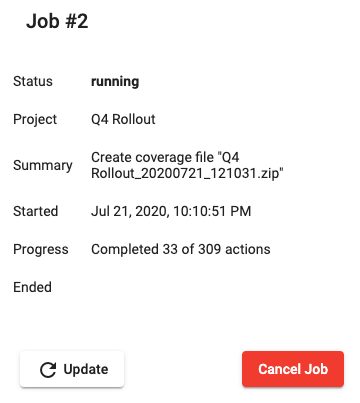 Job #2
Status running
Project Q4 Rollout
Summary Create coverage file "Q4
Rollout_20200721_121031.zip"
Started Jul 21, 2020, 10:10:51 PM
Progress Completed 33 of 309 actions
Ended
Update Cancel Job